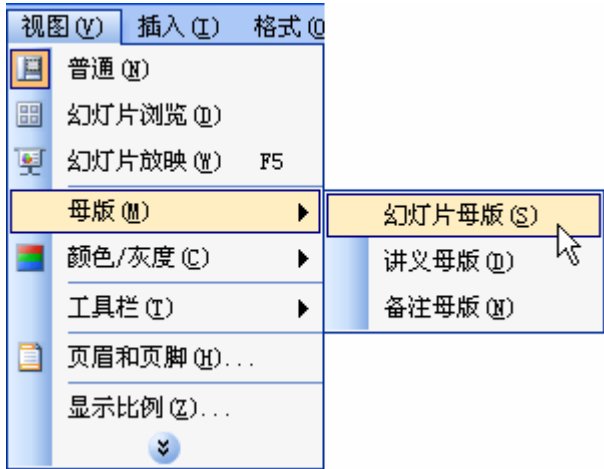 视图(V) 插入(I) 格式(O
普通(N)
幻灯片浏览(D)
幻灯片放映(W) F5
母版(M)
幻灯片母版(S)
颜色/灰度(C)
讲义母版(D)
工具栏(T)
备注母版(N)
页眉和页脚(H)...
显示比例(Z)...